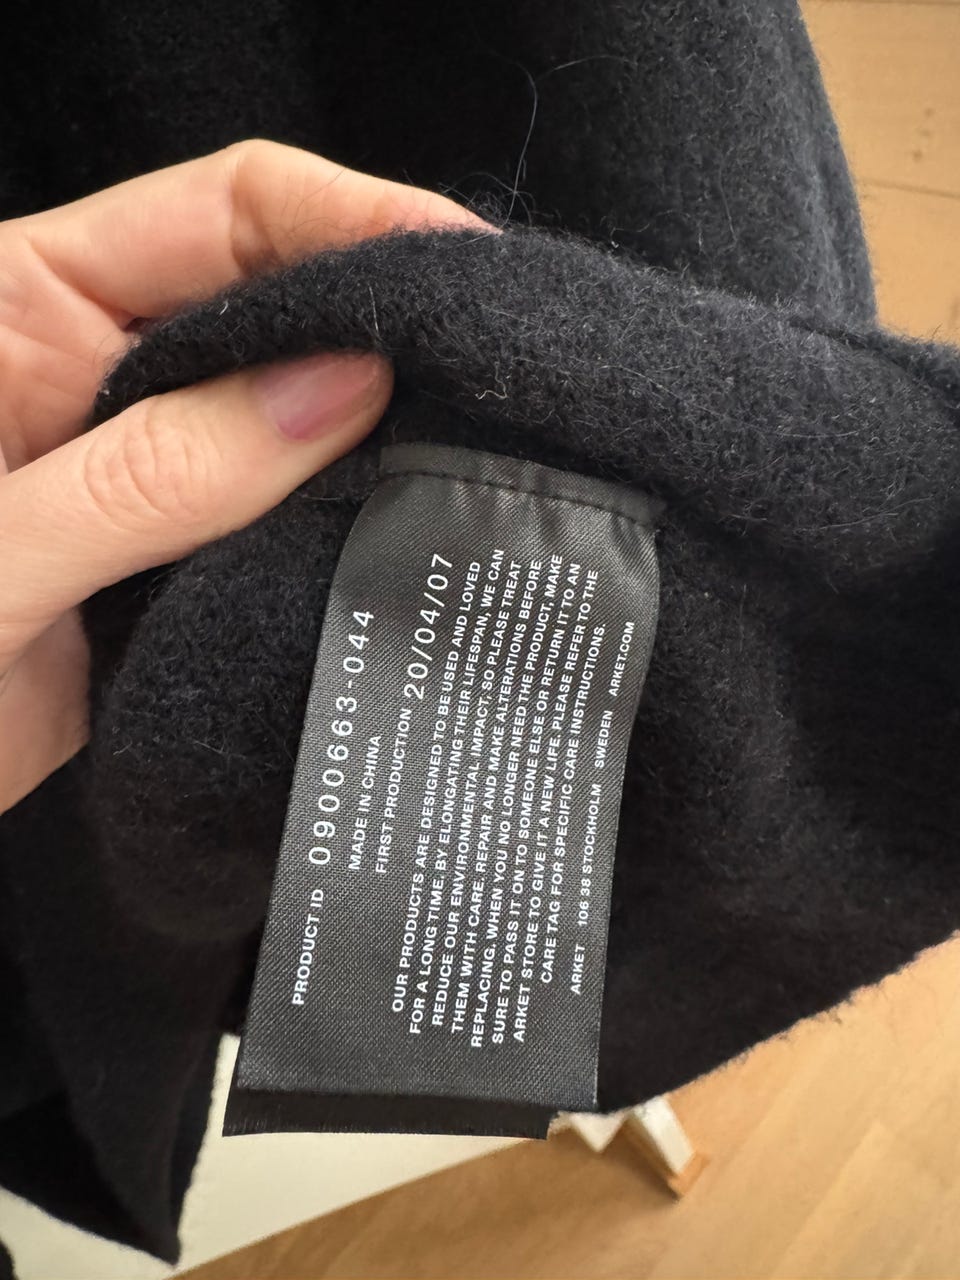 PRODUCT ID 0900663-044
MADE IN CHINA
FIRST PRODUCTION 20/04/07
OUR PRODUCTS ARE DESIGNED TO BE USED AND LOVED
FOR A LONG TIME. BY ELONGATING THEIR LIFESPAN, WE CAN
REDUCE OUR ENVIRONMENTAL IMPACT, SO PLEASE TREAT
THEM WITH CARE. REPAIR AND MAKE ALTERATIONS BEFORE
REPLACING. WHEN YOU NO LONGER NEED THE PRODUCT, MAKE
SURE TO PASS IT ON TO SOMEONE ELSE OR RETURN IT TO AN
ARKET STORE TO GIVE IT A NEW LIFE. PLEASE REFER TO THE
CARE TAG FOR SPECIFIC CARE INSTRUCTIONS.
ARKET 106 38 STOCKHOLM SWEDEN ARKET.COM